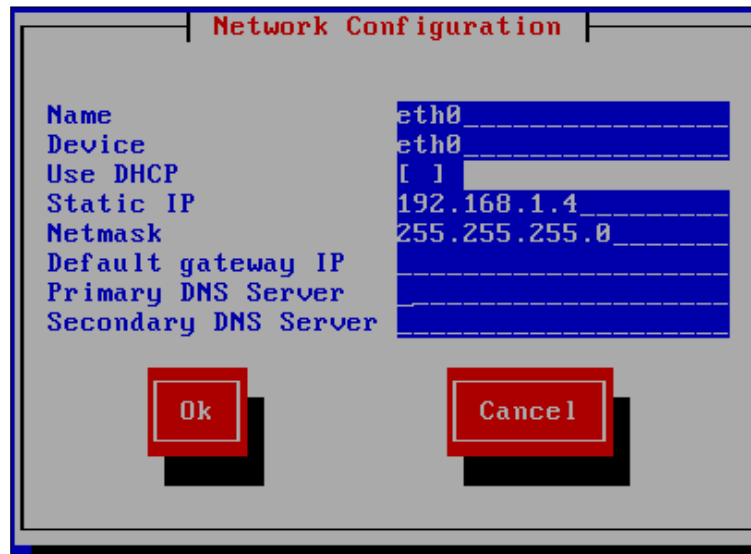 Network Configuration
Name eth0
Device eth0
Use DHCP [ ]
Static IP 192.168.1.4
Netmask 255.255.255.0
Default gateway IP
Primary DNS Server
Secondary DNS Server
Ok Cancel